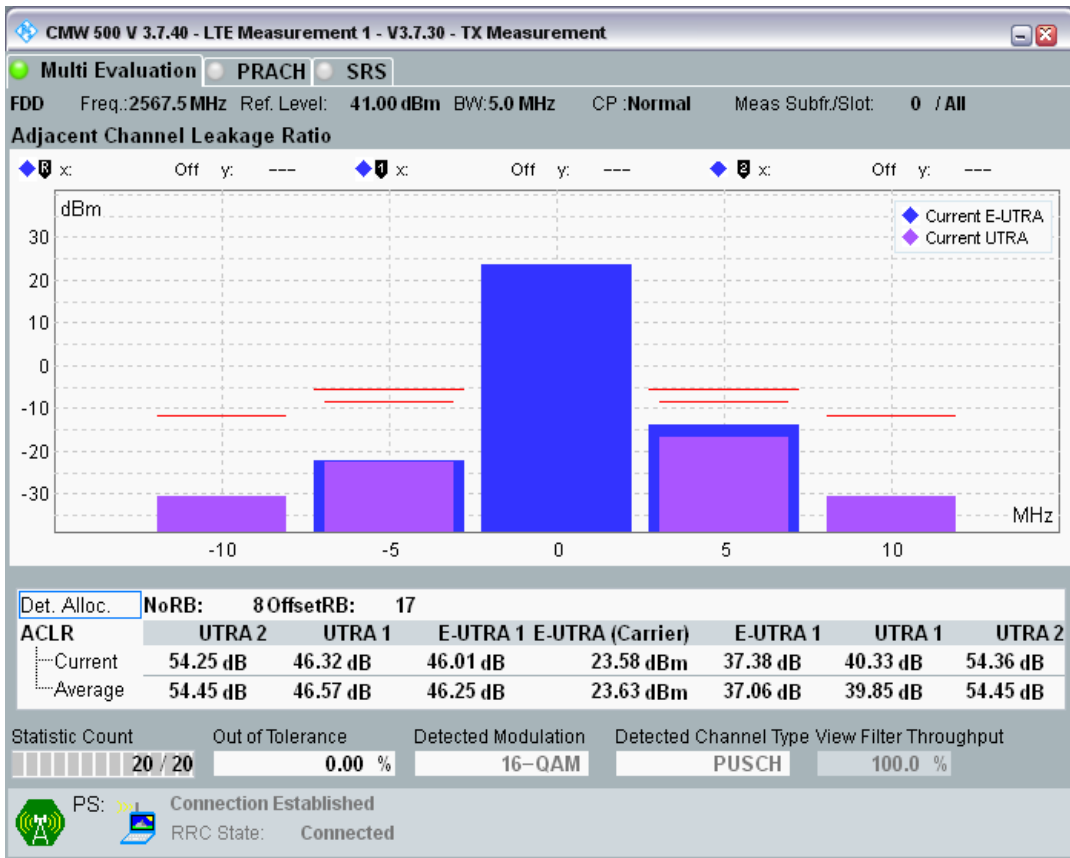 CMW 500 V 3.7.40 - LTE Measurement 1 - V3.7.30 - TX Measurement
Multi Evaluation PRACH SRS
FDD Freq.:2567.5 MHz Ref. Level: 41.00 dBm BW:5.0 MHz CP :Normal Meas Subfr./Slot: 0 / All
Adjacent Channel Leakage Ratio
R x: Off y: --- 1 x: Off y: --- 2 x: Off y: ---
dBm
Current E-UTRA
Current UTRA
30
20
10
0
-10
-20
-30
MHz
-10 -5 0 5 10
Det. Alloc. NoRB: 8 OffsetRB: 17
ACLR UTRA 2 UTRA 1 E-UTRA 1 E-UTRA (Carrier) E-UTRA 1 UTRA 1 UTRA 2
Current 54.25 dB 46.32 dB 46.01 dB 23.58 dBm 37.38 dB 40.33 dB 54.36 dB
Average 54.45 dB 46.57 dB 46.25 dB 23.63 dBm 37.06 dB 39.85 dB 54.45 dB
Statistic Count Out of Tolerance Detected Modulation Detected Channel Type View Filter Throughput
20 / 20 0.00 % 16-QAM PUSCH 100.0 %
PS: Connection Established
RRC State: Connected